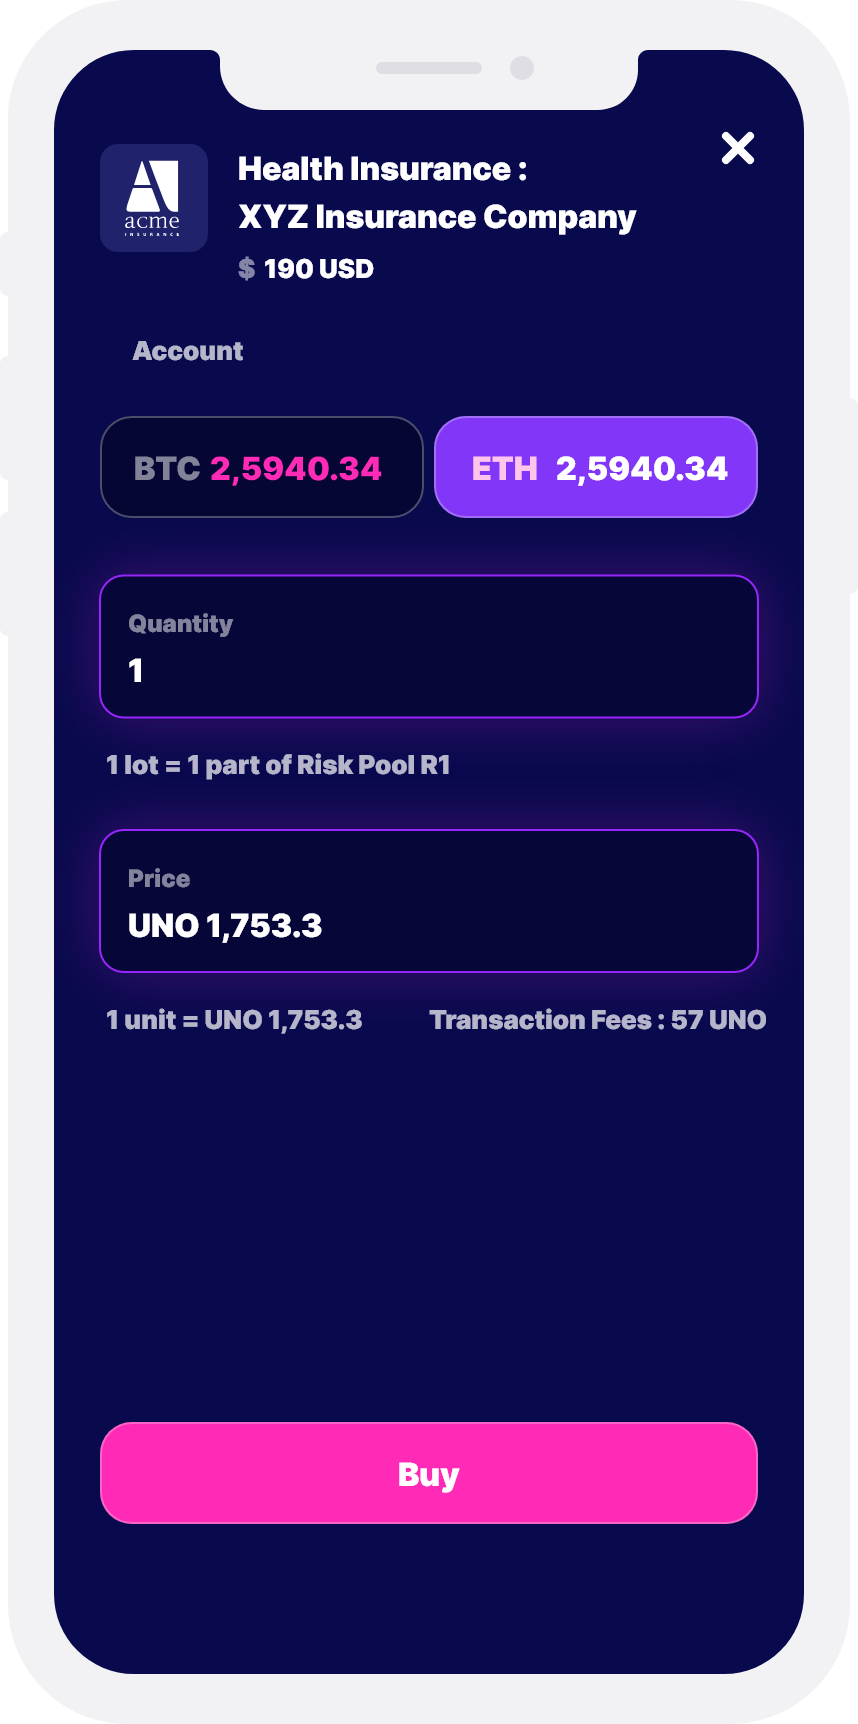 acme
INSURANCE
Health Insurance :
XYZ Insurance Company
$ 190 USD
Account
BTC 2,5940.34
ETH 2,5940.34
Quantity
1
1 lot = 1 part of Risk Pool R1
Price
UNO 1,753.3
1 unit = UNO 1,753.3
Transaction Fees : 57 UNO
Buy